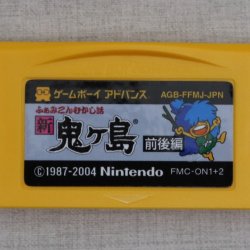 ゲームボーイ アドバンス AGB-FFMJ-JPN
ふぁみこんむかし話
新 鬼ヶ島 前後編
©1987-2004 Nintendo FMC-ON1+2